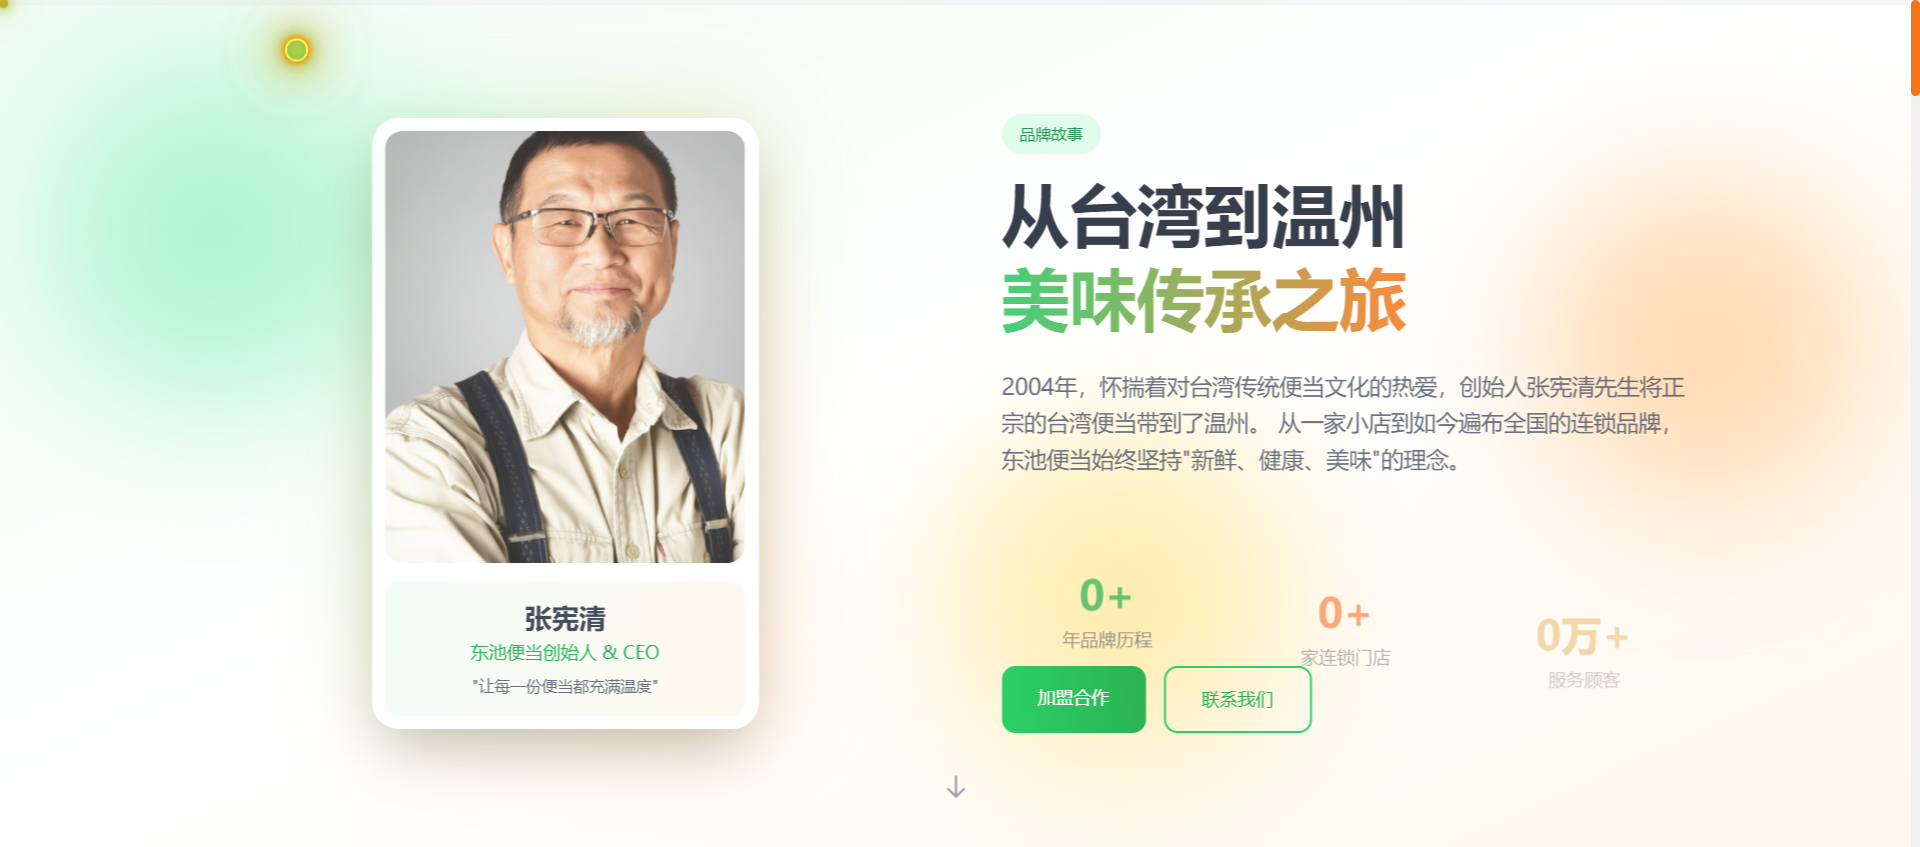 品牌故事
从台湾到温州
美味传承之旅
2004年，怀揣着对台湾传统便当文化的热爱，创始人张宪清先生将正
宗的台湾便当带到了温州。 从一家小店到如今遍布全国的连锁品牌，
东池便当始终坚持"新鲜、健康、美味"的理念。
0+
年品牌历程
0+
家连锁门店
0万+
服务顾客
加盟合作
联系我们
张宪清
东池便当创始人 & CEO
"让每一份便当都充满温度"